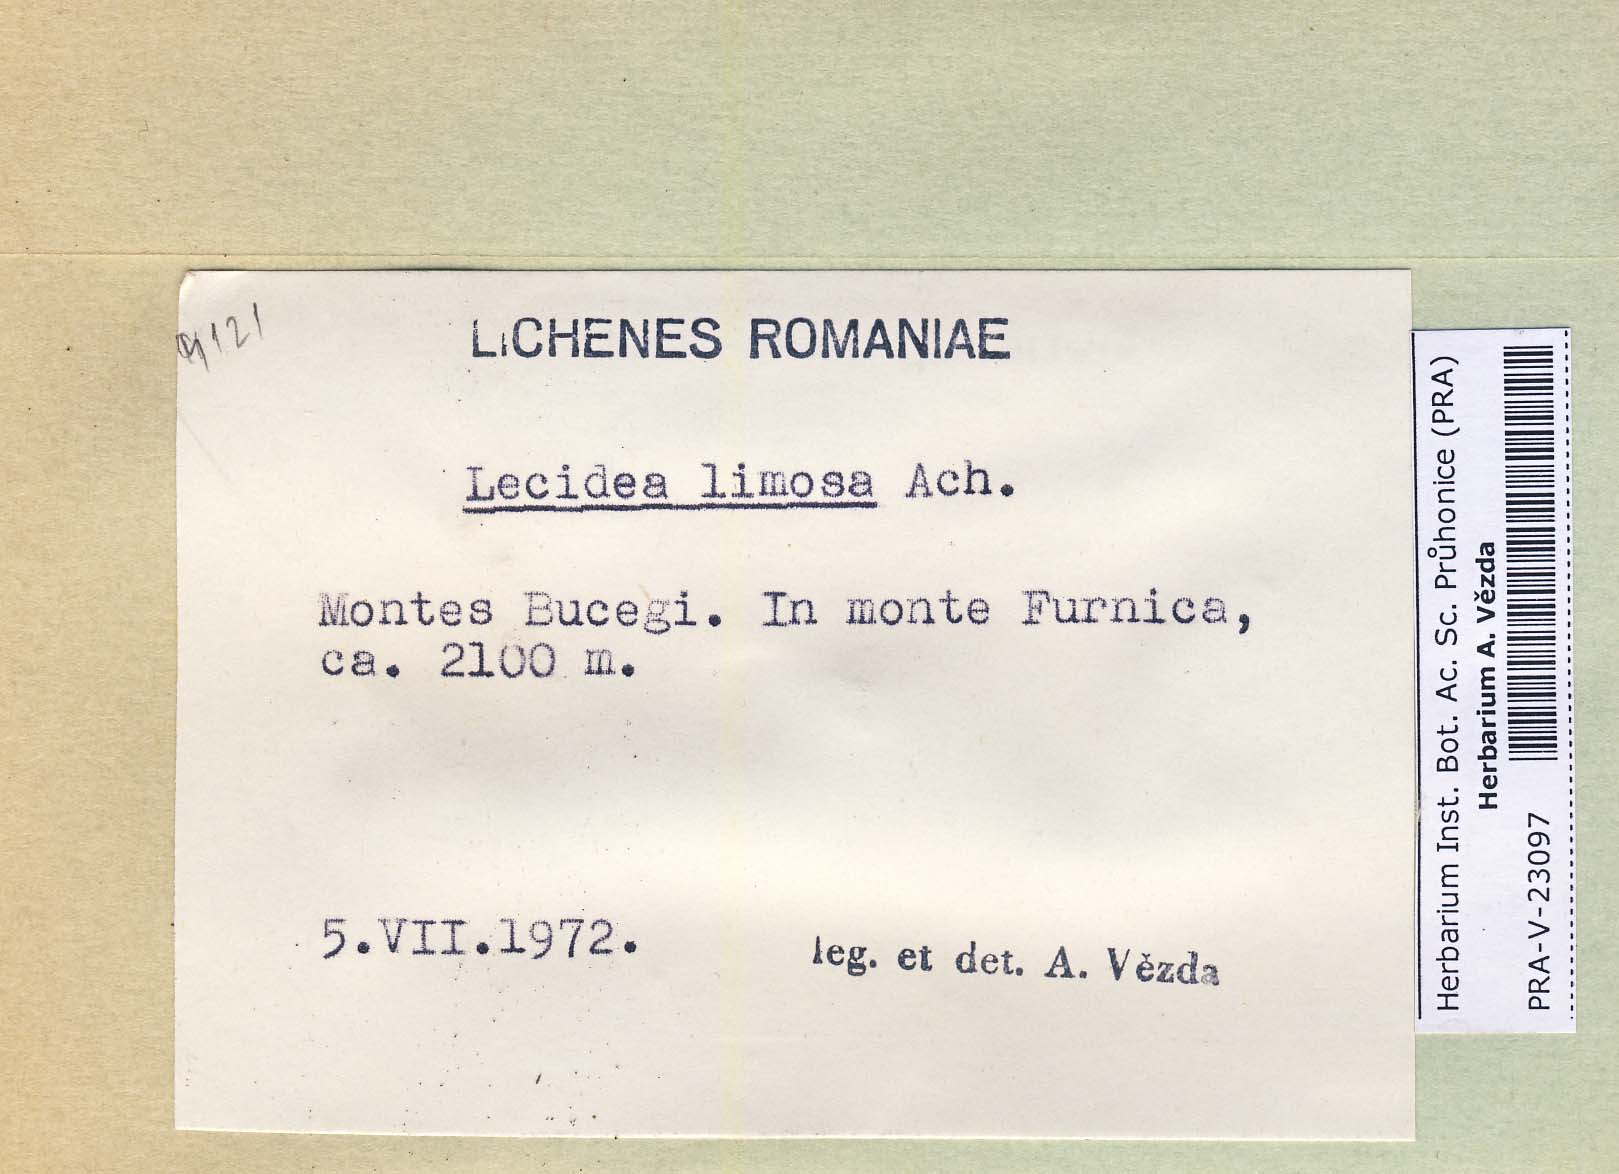 LICHENES ROMANIAE
Lecidea limosa Ach.
Montes Bucegi. In monte Furnica,
ca. 2100 m.
5.VII.1972.
leg. et det. A. Vězda
Herbarium Inst. Bot. Ac. Sc. Průhonice (PRA)
Herbarium A. Vězda
PRA-V-23097